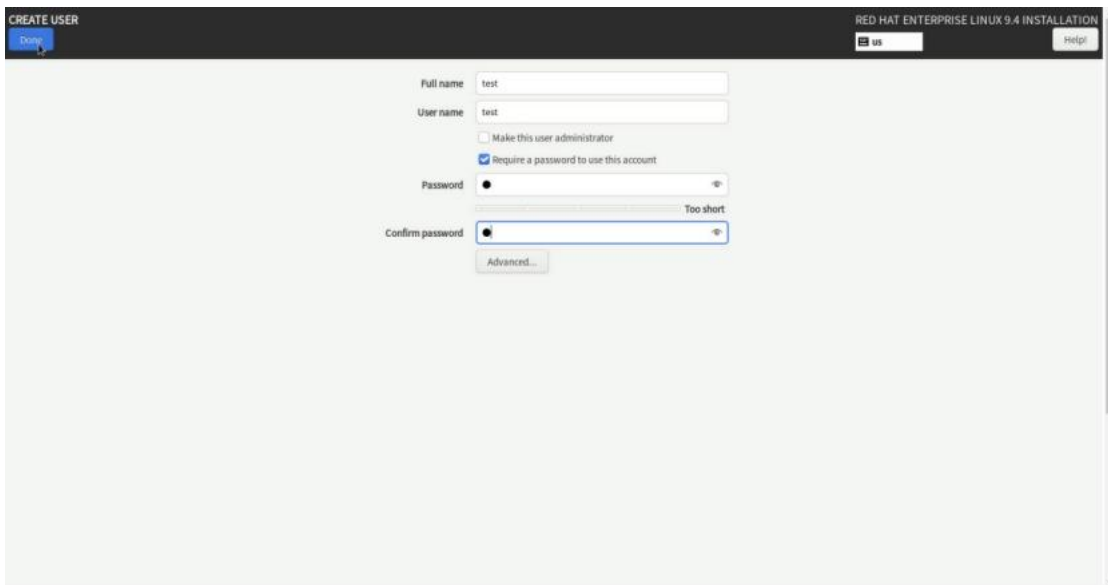 CREATE USER
RED HAT ENTERPRISE LINUX 9.4 INSTALLATION
Done
us
Help!
Full name
test
User name
test
Make this user administrator
Require a password to use this account
Password
Too short
Confirm password
Advanced...